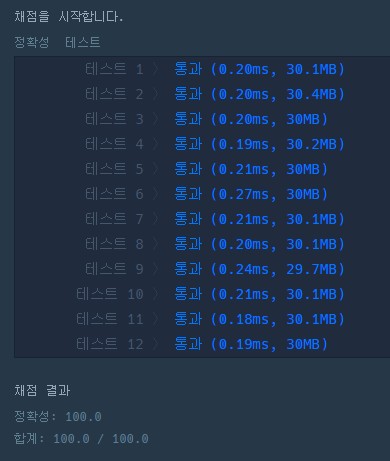 채점을 시작합니다.
정확성 테스트
테스트 1 〉 통과 (0.20ms, 30.1MB)
테스트 2 〉 통과 (0.20ms, 30.4MB)
테스트 3 〉 통과 (0.20ms, 30MB)
테스트 4 〉 통과 (0.19ms, 30.2MB)
테스트 5 〉 통과 (0.21ms, 30MB)
테스트 6 〉 통과 (0.27ms, 30MB)
테스트 7 〉 통과 (0.21ms, 30.1MB)
테스트 8 〉 통과 (0.20ms, 30.1MB)
테스트 9 〉 통과 (0.24ms, 29.7MB)
테스트 10 〉 통과 (0.21ms, 30.1MB)
테스트 11 〉 통과 (0.18ms, 30.1MB)
테스트 12 〉 통과 (0.19ms, 30MB)
채점 결과
정확성: 100.0
합계: 100.0 / 100.0